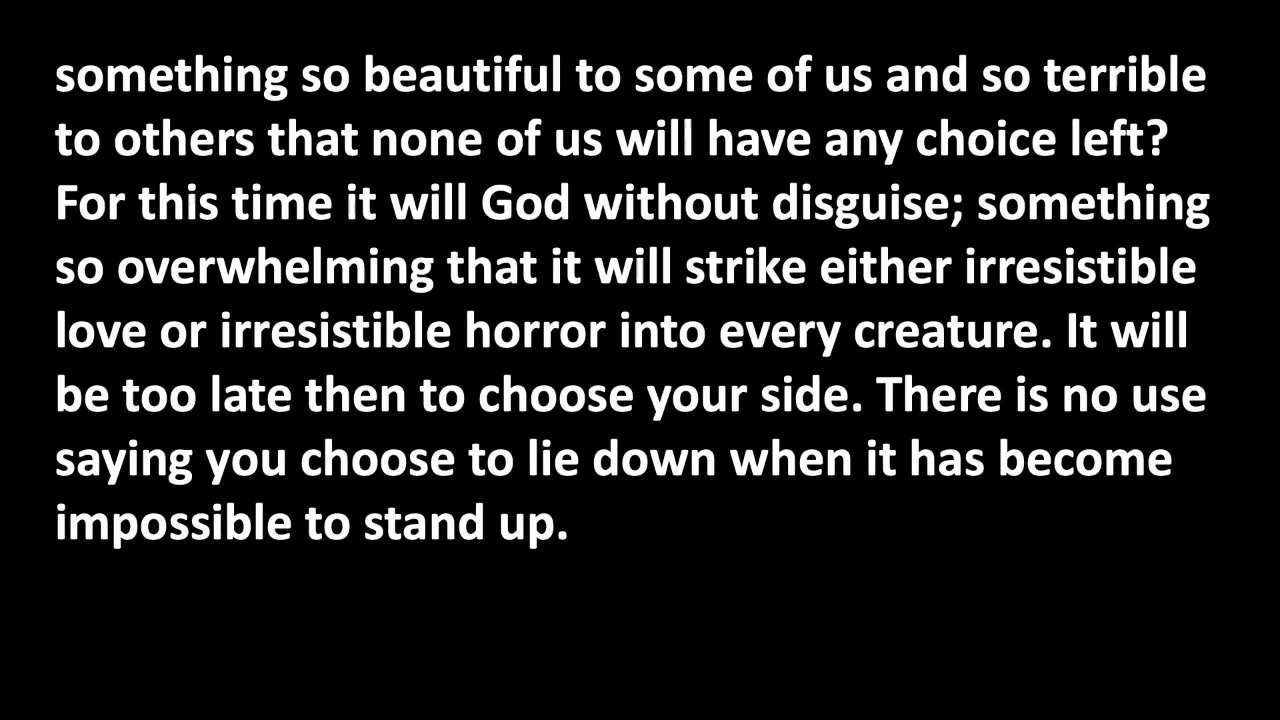 something so beautiful to some of us and so terrible
to others that none of us will have any choice left?
For this time it will God without disguise; something
so overwhelming that it will strike either irresistible
love or irresistible horror into every creature. It will
be too late then to choose your side. There is no use
saying you choose to lie down when it has become
impossible to stand up.